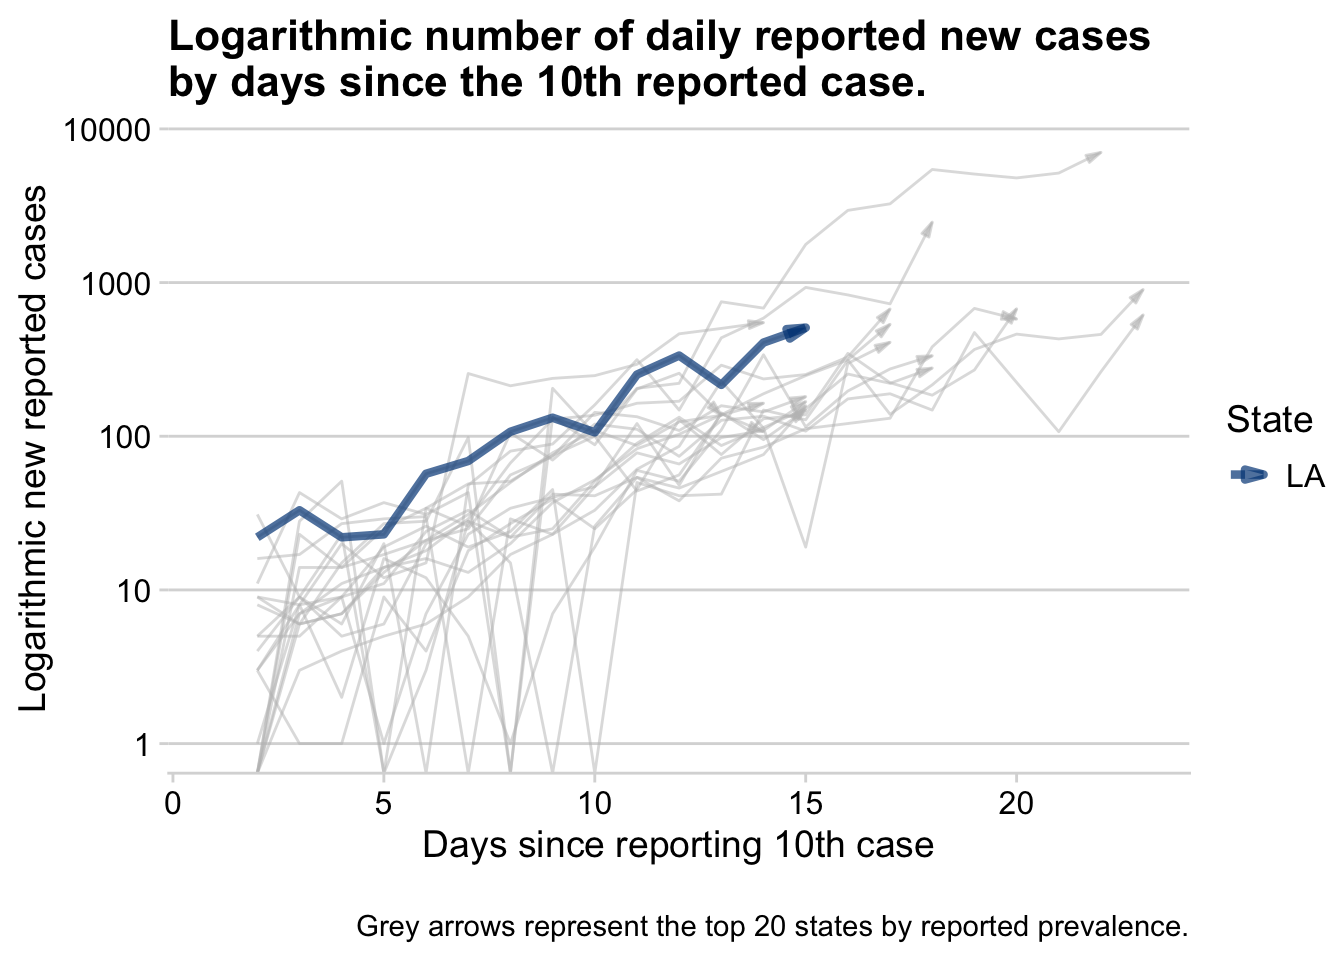 Logarithmic number of daily reported new cases
by days since the 10th reported case.
Logarithmic new reported cases
10000
1000
100
10
1
0
5
10
15
20
Days since reporting 10th case
State
LA
Grey arrows represent the top 20 states by reported prevalence.